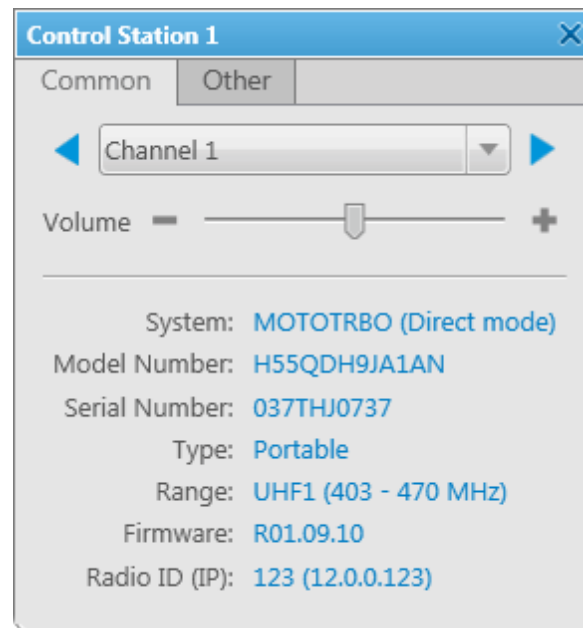 Control Station 1
Common Other
Channel 1
Volume
System: MOTOTRBO (Direct mode)
Model Number: H55QDH9JA1AN
Serial Number: 037THJ0737
Type: Portable
Range: UHF1 (403 - 470 MHz)
Firmware: R01.09.10
Radio ID (IP): 123 (12.0.0.123)